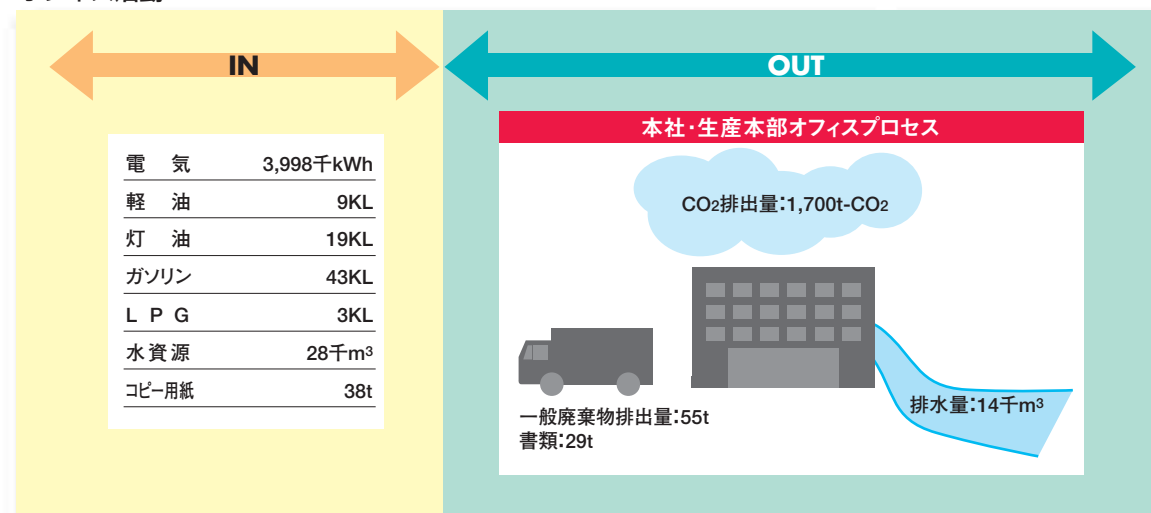 IN
OUT
電気 3,998千kWh
軽油 9KL
灯油 19KL
ガソリン 43KL
LPG 3KL
水資源 28千m³
コピー用紙 38t
本社・生産本部オフィスプロセス
CO₂排出量:1,700t-CO₂
一般廃棄物排出量:55t
書類:29t
排水量:14千m³